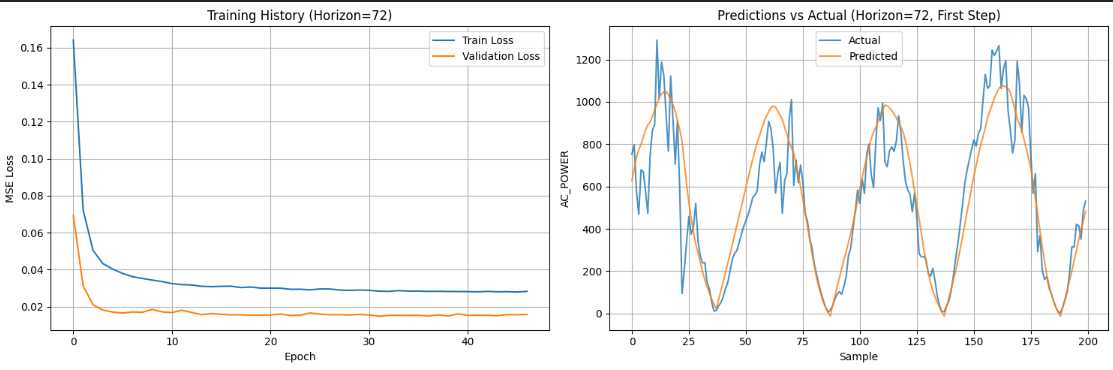 Training History (Horizon=72)
0.16
0.14
0.12
0.10
0.08
0.06
0.04
0.02
MSE Loss
0
10
20
30
40
Epoch
Train Loss
Validation Loss
Predictions vs Actual (Horizon=72, First Step)
1200
1000
800
600
400
200
0
AC_POWER
0
25
50
75
100
125
150
175
200
Sample
Actual
Predicted